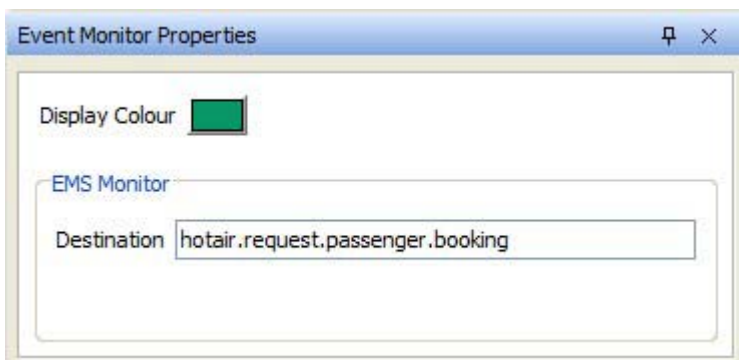 Event Monitor Properties
Display Colour
EMS Monitor
Destination hotair.request.passenger.booking